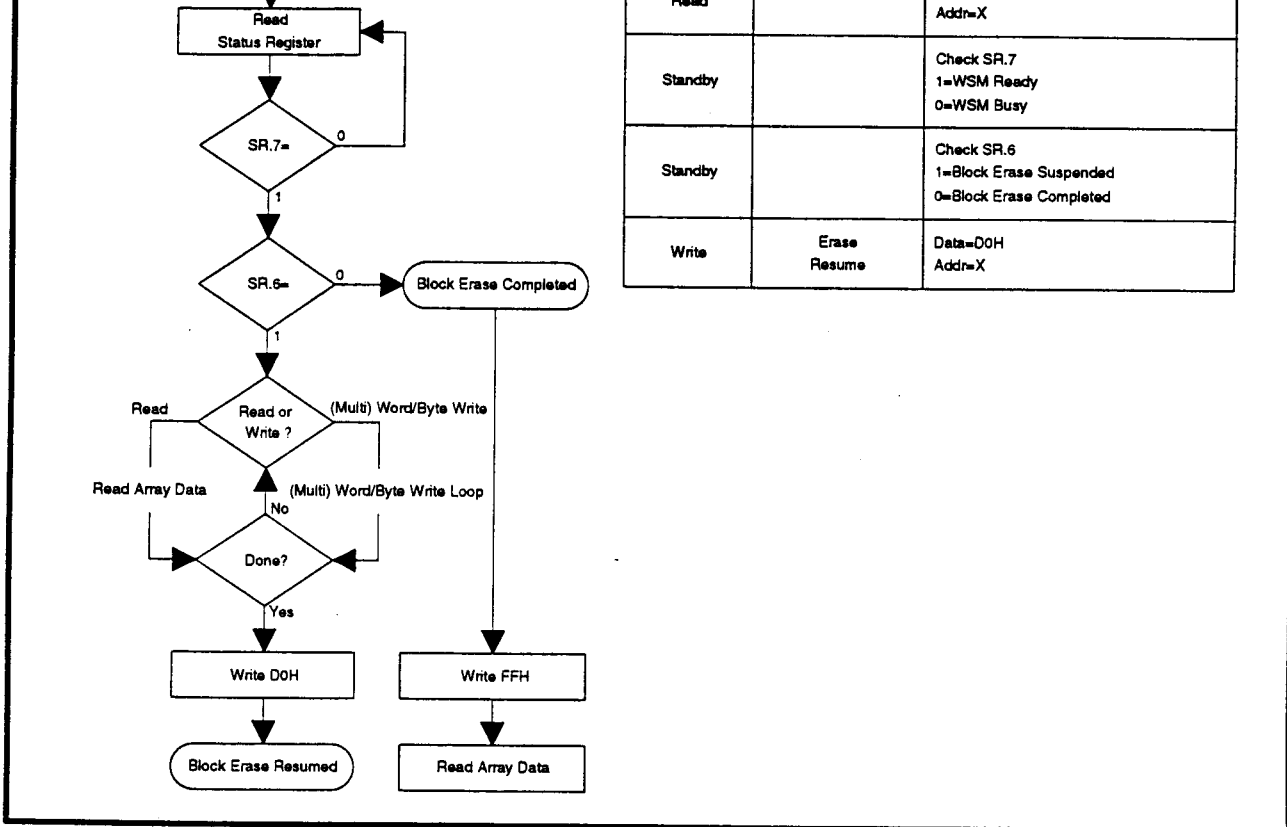 Read
Status Register
SR.7=
0
1
SR.6=
0
Block Erase Completed
1
Read
Read or
Write ?
(Multi) Word/Byte Write
Read Array Data
(Multi) Word/Byte Write Loop
No
Done?
Yes
Write D0H
Write FFH
Block Erase Resumed
Read Array Data
Read
Addr=X
Standby
Check SR.7
1=WSM Ready
0=WSM Busy
Standby
Check SR.6
1=Block Erase Suspended
0=Block Erase Completed
Write
Erase
Resume
Data=D0H
Addr=X